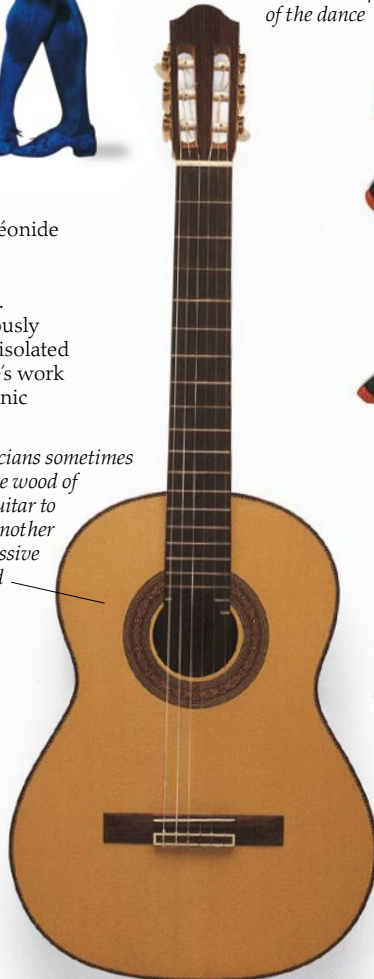 of the dance
éonide
.
ously
isolated
's work
nic
cians sometimes
e wood of
uitar to
nother
ssive
d